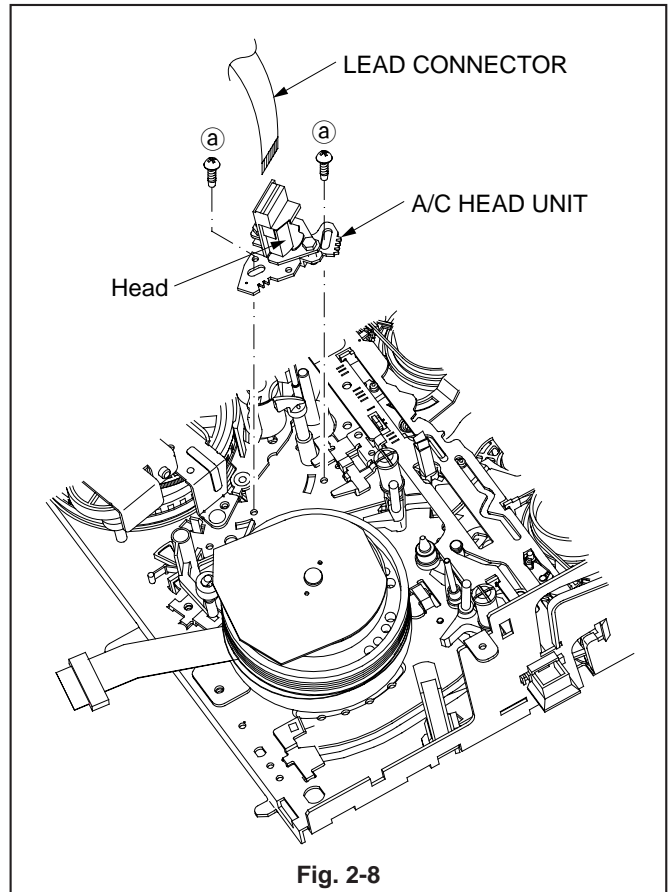 LEAD CONNECTOR
ⓐ ⓐ
A/C HEAD UNIT
Head
Fig. 2-8